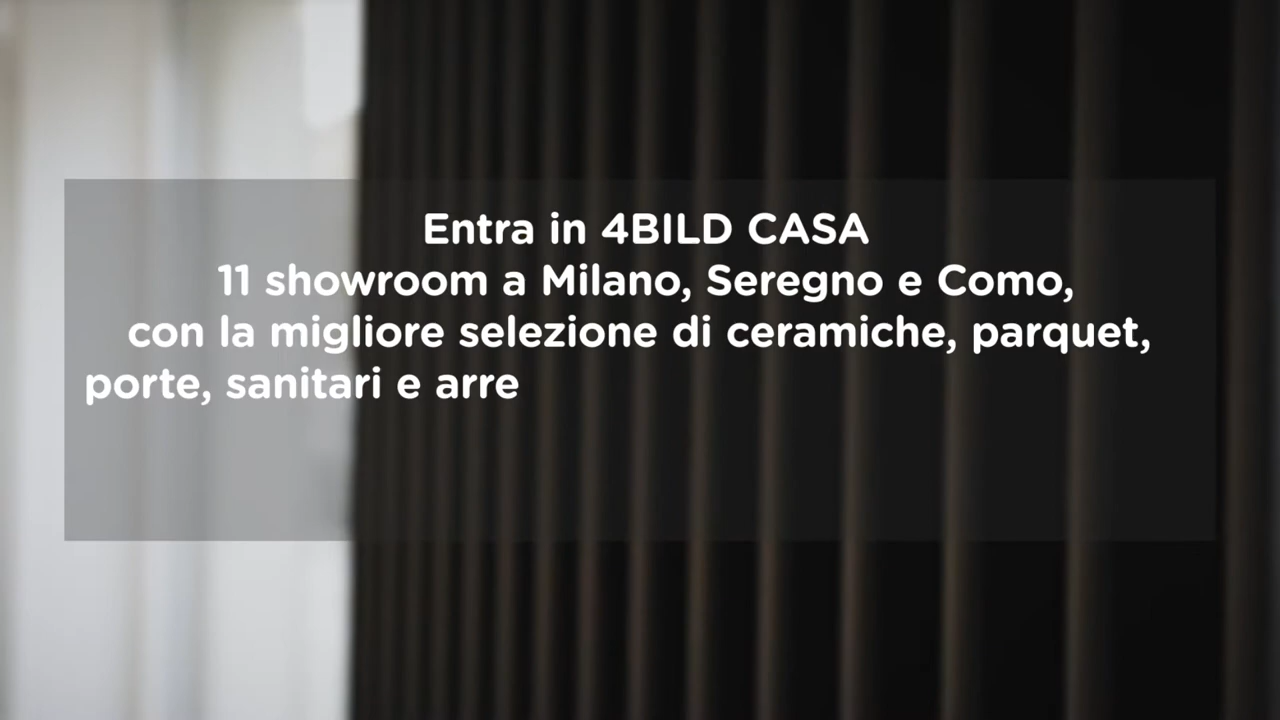 Entra in 4BILD CASA
11 showroom a Milano, Seregno e Como,
con la migliore selezione di ceramiche, parquet,
porte, sanitari e arre